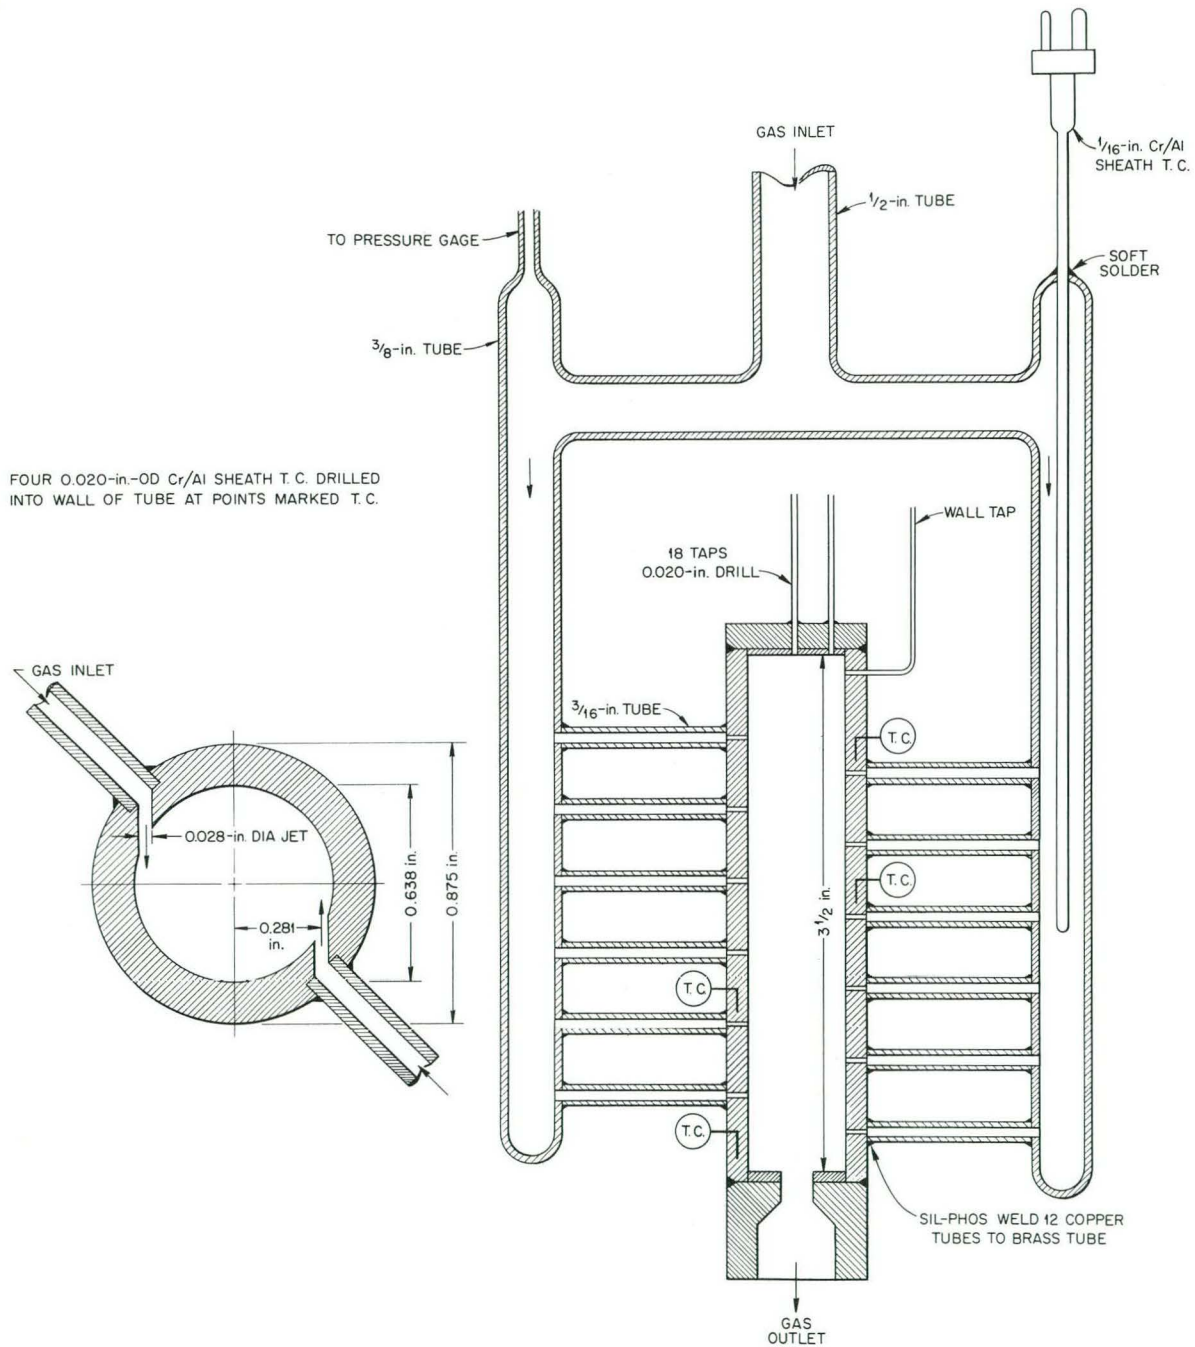 GAS INLET
1/16-in. Cr/Al
SHEATH T. C.
1/2-in. TUBE
TO PRESSURE GAGE
SOFT
SOLDER
3/8-in. TUBE
FOUR 0.020-in.-OD Cr/Al SHEATH T. C. DRILLED
INTO WALL OF TUBE AT POINTS MARKED T. C.
WALL TAP
18 TAPS
0.020-in. DRILL
GAS INLET
3/16-in. TUBE
T. C.
0.028-in. DIA JET
0.638 in.
0.875 in.
T. C.
3 1/2 in.
0.281
in.
T. C.
T. C.
SIL-PHOS WELD 12 COPPER
TUBES TO BRASS TUBE
GAS
OUTLET